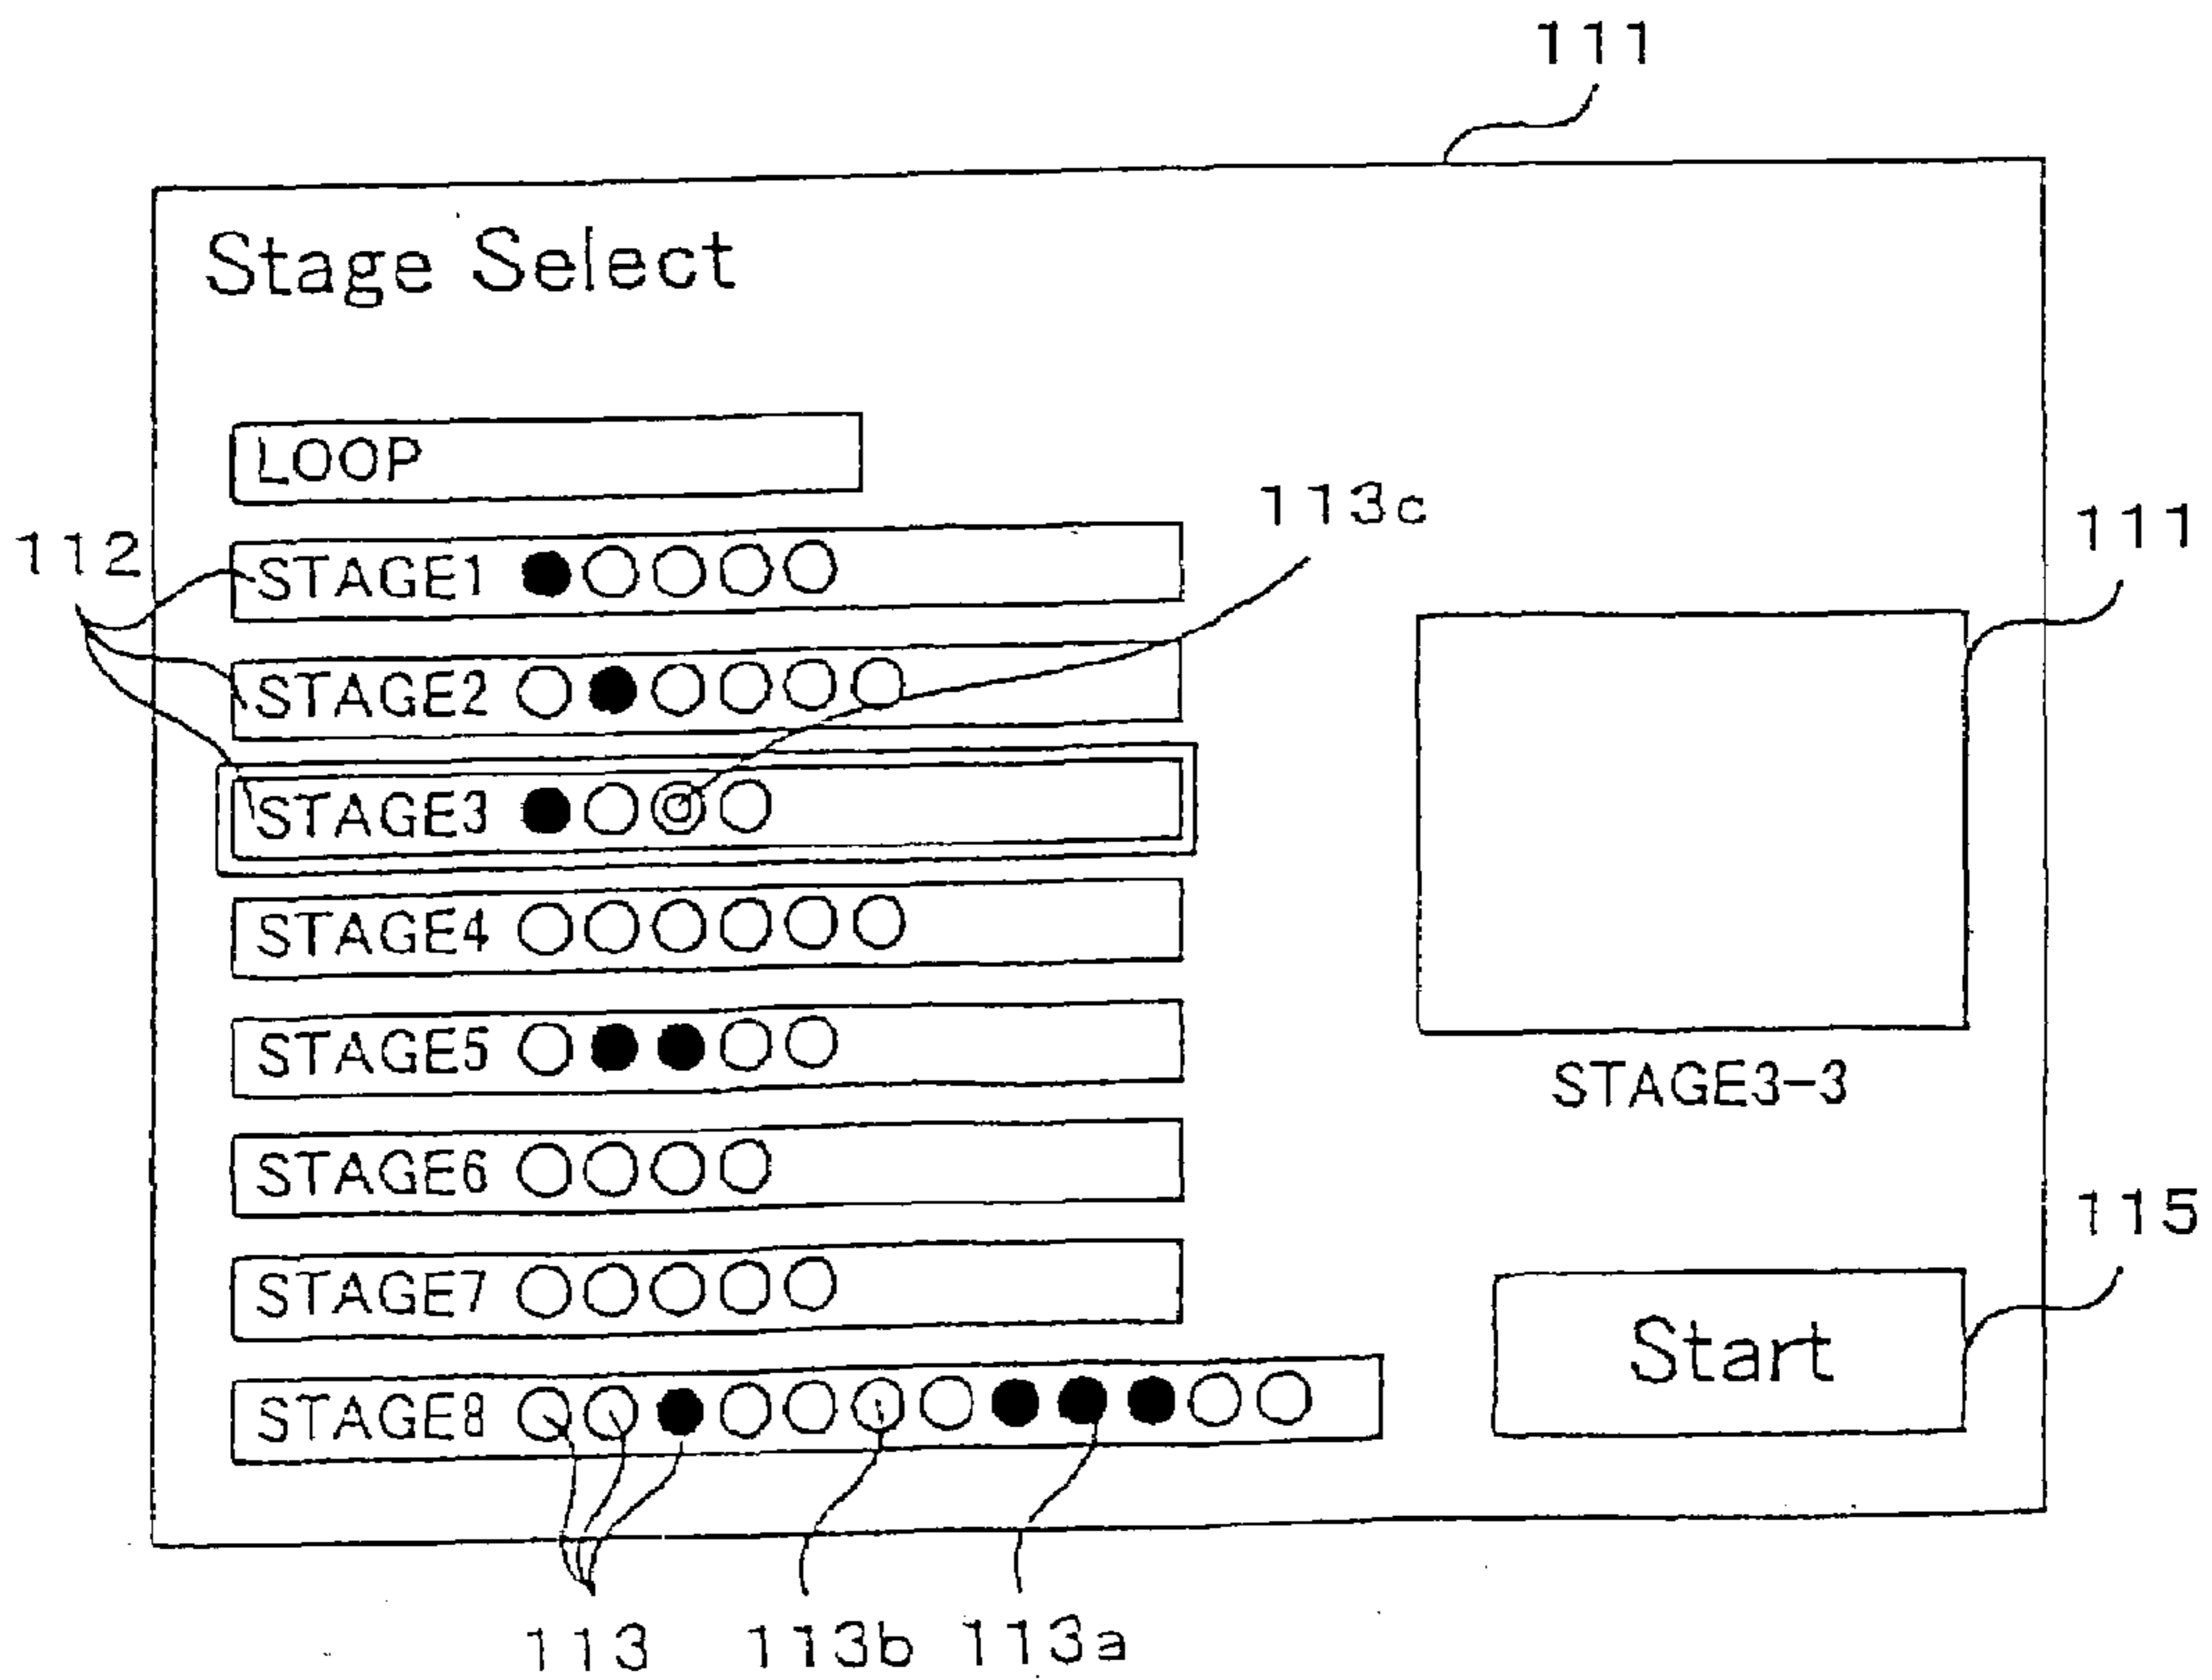 111
Stage Select
LOOP
113c
111
112
STAGE1
STAGE2
STAGE3
STAGE4
STAGE5
STAGE3-3
STAGE6
115
STAGE7
Start
STAGE8
113
113b
113a